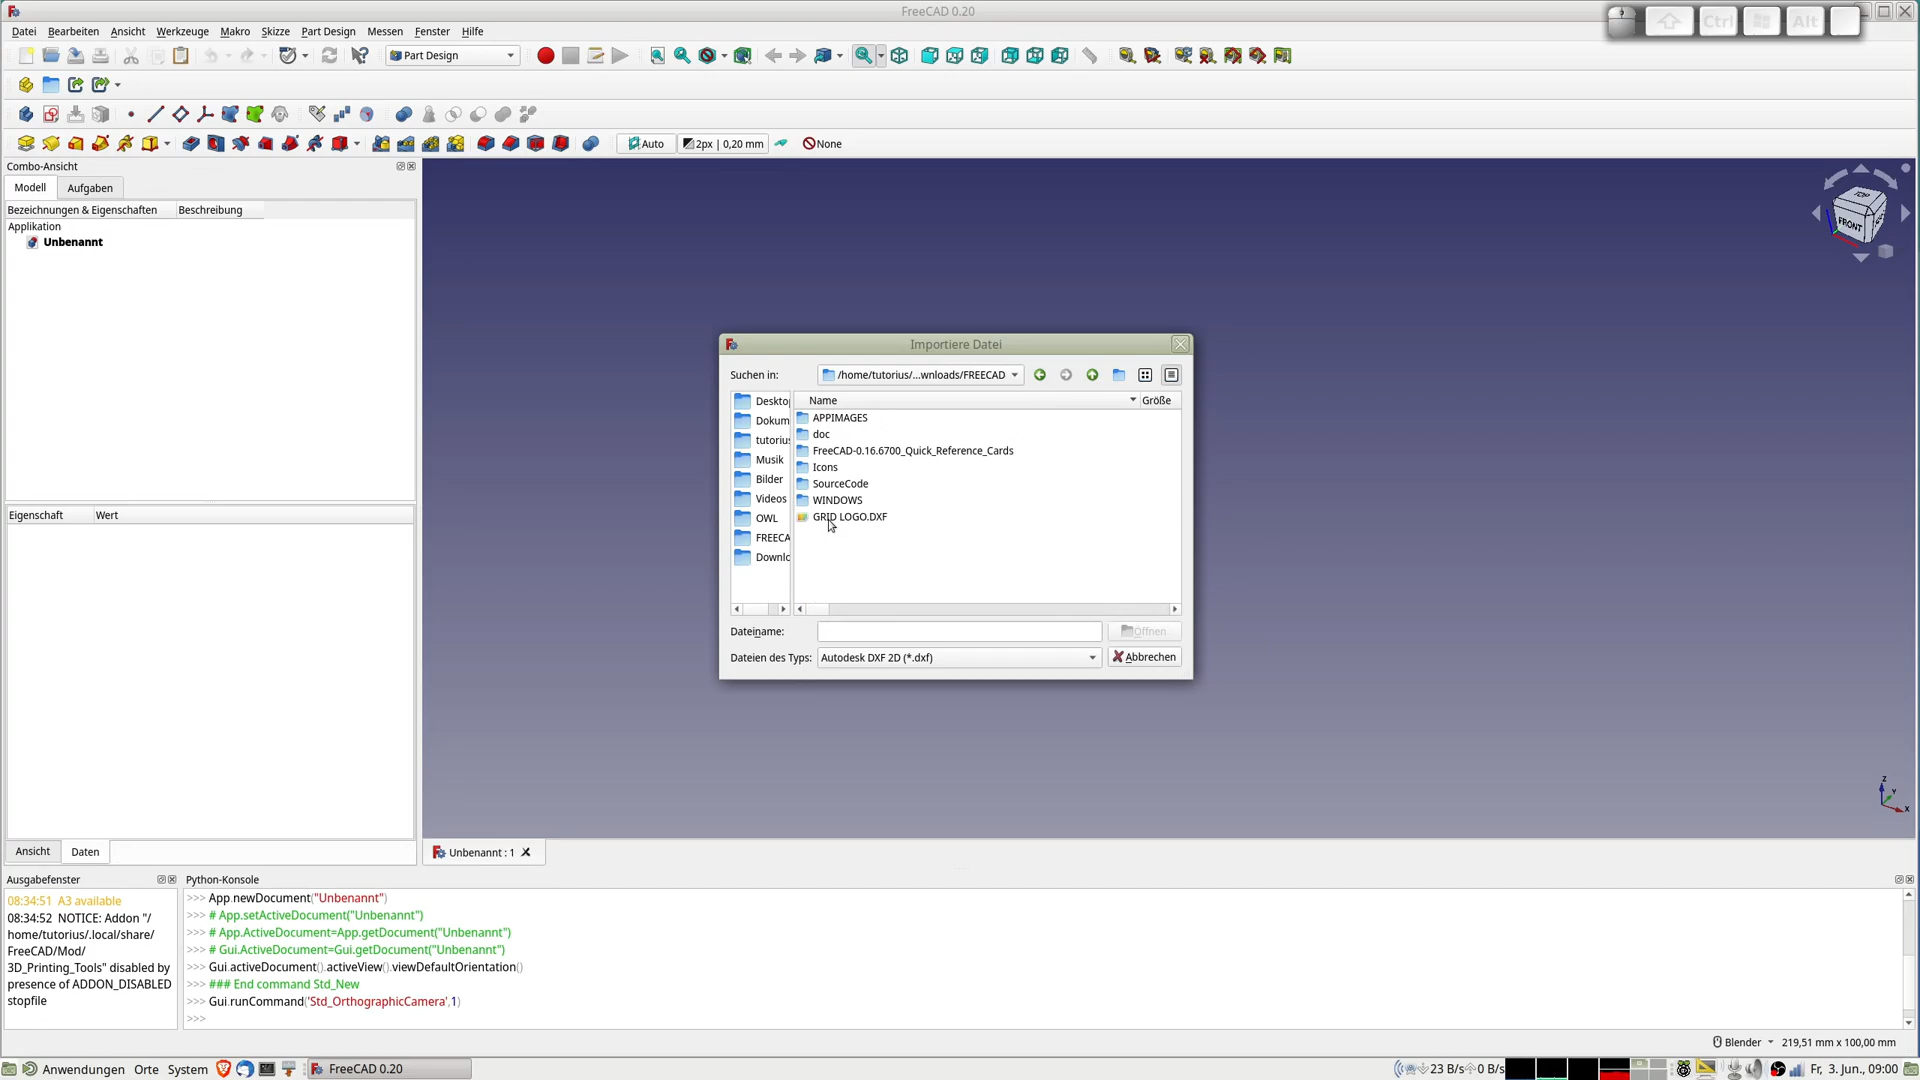 FreeCAD 0.20
Ctrl
Alt
Datei Bearbeiten Ansicht Werkzeuge Makro Skizze Part Design Messen Fenster Hilfe
Part Design
Auto
2px | 0,20 mm
None
Combo-Ansicht
Modell Aufgaben
Bezeichnungen & Eigenschaften Beschreibung
Applikation
Unbenannt
TOP
FRONT
Importiere Datei
Suchen in: /home/tutorius/...wnloads/FREECAD
Name Größe
Deskto
Dokum
tutorius
Musik
Bilder
Videos
OWL
FREECA
Downlo
APPIMAGES
doc
FreeCAD-0.16.6700_Quick_Reference_Cards
Icons
SourceCode
WINDOWS
GRID LOGO.DXF
Dateiname: Öffnen
Dateien des Typs: Autodesk DXF 2D (*.dxf) Abbrechen
Eigenschaft Wert
Z
Y
X
Ansicht Daten
Unbenannt : 1
Ausgabefenster
08:34:51 A3 available
08:34:52 NOTICE: Addon "/
home/tutorius/.local/share/
FreeCAD/Mod/
3D_Printing_Tools" disabled by
presence of ADDON_DISABLED
stopfile
Python-Konsole
>>> App.newDocument("Unbenannt")
>>> # App.setActiveDocument("Unbenannt")
>>> # App.ActiveDocument=App.getDocument("Unbenannt")
>>> # Gui.ActiveDocument=Gui.getDocument("Unbenannt")
>>> Gui.activeDocument().activeView().viewDefaultOrientation()
>>> ### End command Std_New
>>> Gui.runCommand('Std_OrthographicCamera',1)
>>>
Blender 219,51 mm x 100,00 mm
Anwendungen Orte System FreeCAD 0.20 23 B/s 0 B/s Fr, 3. Jun., 09:00